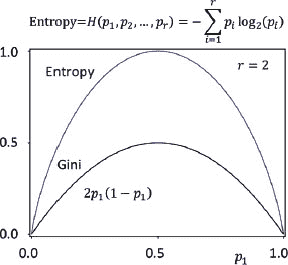 Entropy=H(p₁,p₂,…,pᵣ) = −∑ᵢ₌₁ʳ pᵢ log₂(pᵢ)
1.0
Entropy
r = 2
0.5
Gini
2p₁(1 − p₁)
0.0
0.0 0.5 p₁ 1.0